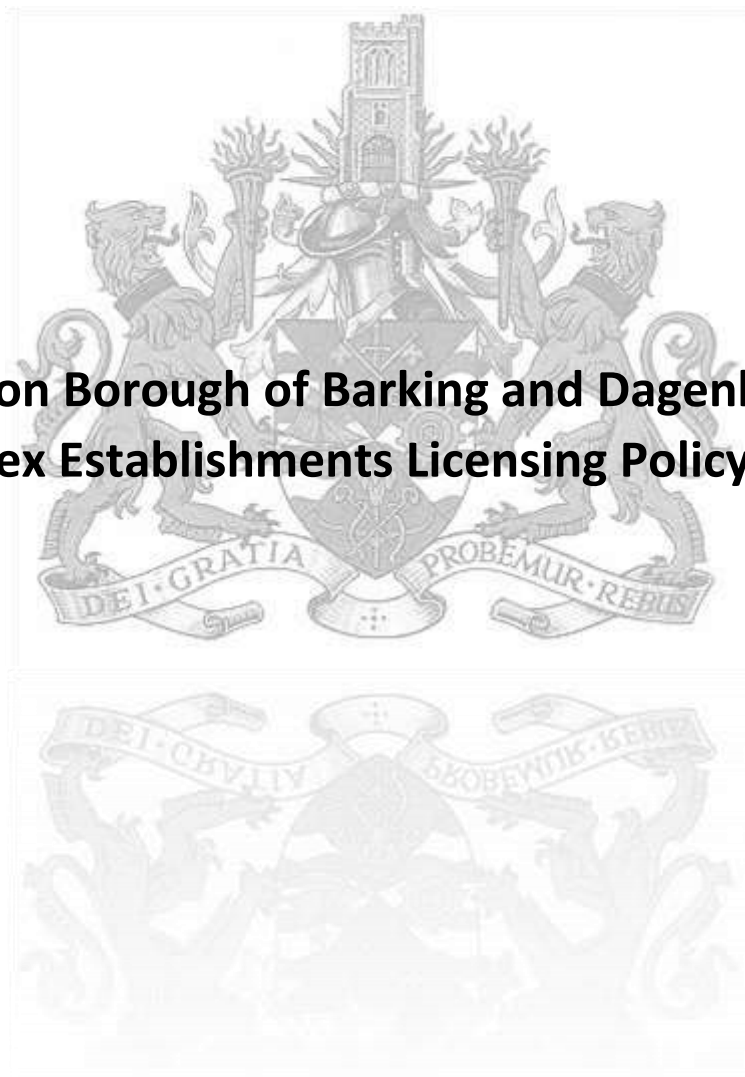 on Borough of Barking and Dagenh
ex Establishments Licensing Policy
DEI·GRATIA PROBEMUR·REBUS